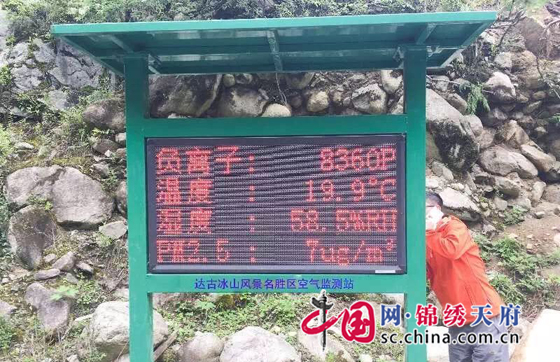 负离子： 8360P
温度： 19.9℃
湿度： 58.5%RH
PM2.5： 7ug/m³
达古冰山风景名胜区空气监测站
中国网·锦绣天府
sc.china.com.cn